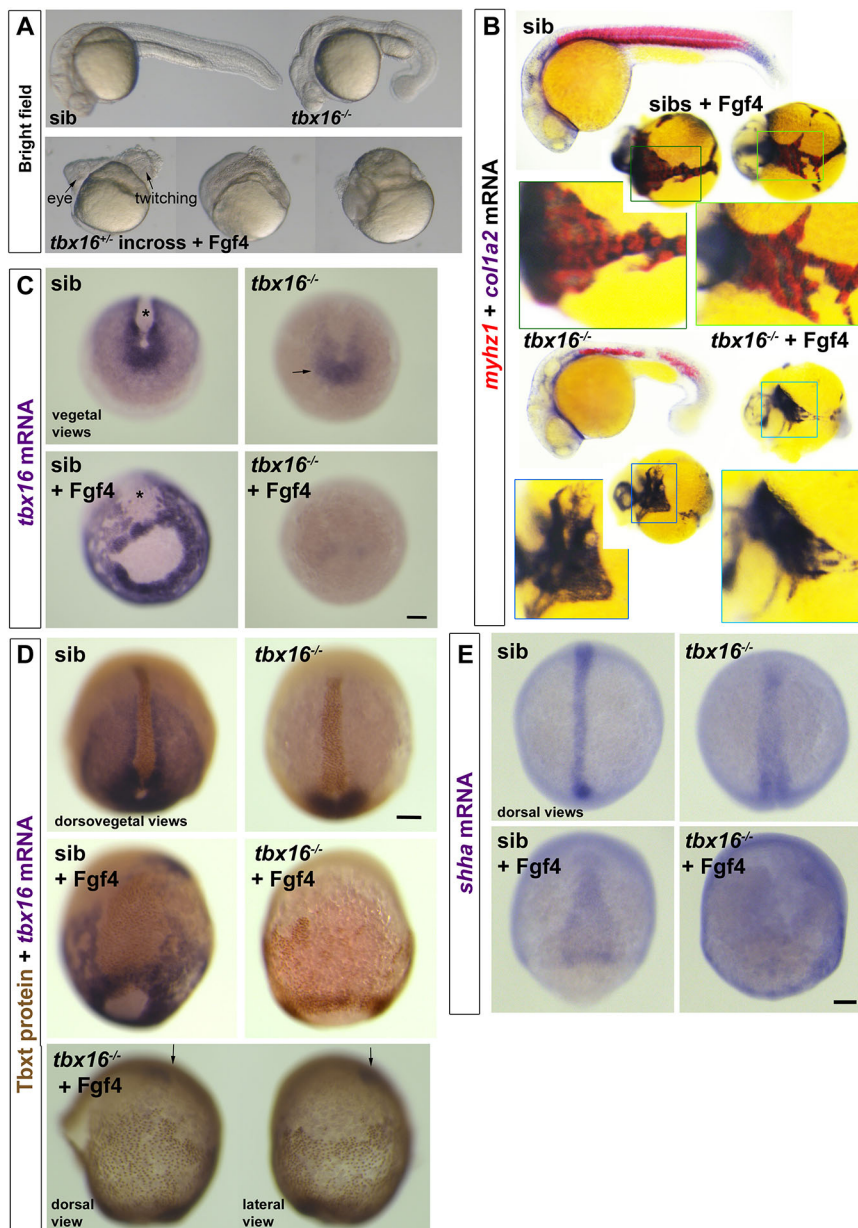 A
Bright field
sib
tbx16-/-
eye
twitching
tbx16+/- incross + Fgf4
B
myhz1 + col1a2 mRNA
sib
sibs + Fgf4
tbx16-/-
tbx16-/- + Fgf4
C
tbx16 mRNA
sib
*
vegetal
views
tbx16-/-
sib
+ Fgf4
*
tbx16-/-
+ Fgf4
D
Tbxt protein + tbx16 mRNA
sib
dorsovegetal views
tbx16-/-
sib
+ Fgf4
tbx16-/-
+ Fgf4
tbx16-/-
+ Fgf4
dorsal
view
lateral
view
E
shha mRNA
sib
dorsal views
tbx16-/-
sib
+ Fgf4
tbx16-/-
+ Fgf4